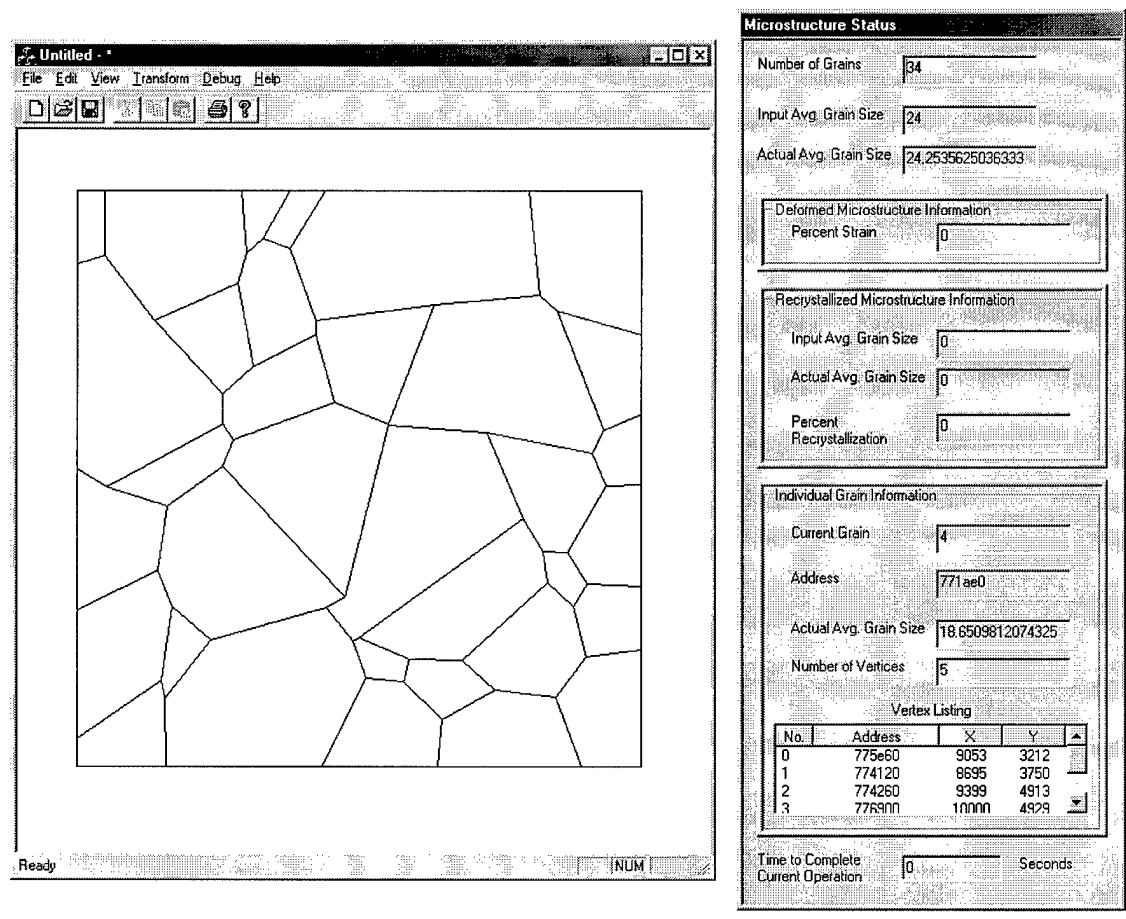 Untitled - *
File Edit View Transform Debug Help
Ready
NUM
Microstructure Status
Number of Grains 34
Input Avg. Grain Size 24
Actual Avg. Grain Size 24.2535625036333
Deformed Microstructure Information
Percent Strain 0
Recrystallized Microstructure Information
Input Avg. Grain Size 0
Actual Avg. Grain Size 0
Percent
Recrystallization 0
Individual Grain Information
Current Grain 4
Address 771ae0
Actual Avg. Grain Size 18.6509812074325
Number of Vertices 5
Vertex Listing
No. Address X Y
0 775e60 9053 3212
1 774120 8695 3750
2 774260 9399 4913
3 776900 10000 4929
Time to Complete
Current Operation 0 Seconds